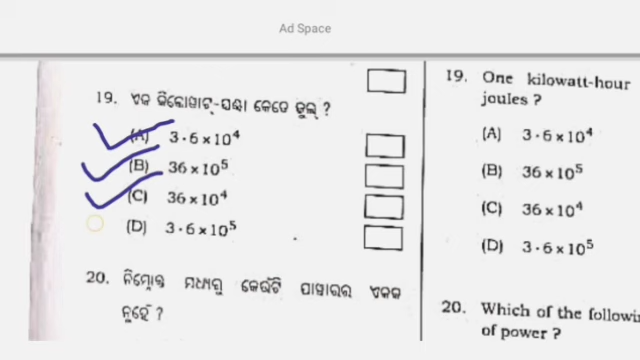 Ad Space
19. ଏକ କିଲୋୱାଟ୍-ଘଣ୍ଟା କେତେ ଜୁଲ୍ ?
(A) 3·6 × 10⁴
(B) 36 × 10⁵
(C) 36 × 10⁴
(D) 3·6 × 10⁵
20. ନିମ୍ନୋକ୍ତ ମଧ୍ୟରୁ କେଉଁଟି ପାୱାରର ଏକକ
ନୁହେଁ ?
19. One kilowatt-hour
joules ?
(A) 3·6 × 10⁴
(B) 36 × 10⁵
(C) 36 × 10⁴
(D) 3·6 × 10⁵
20. Which of the followin
of power ?